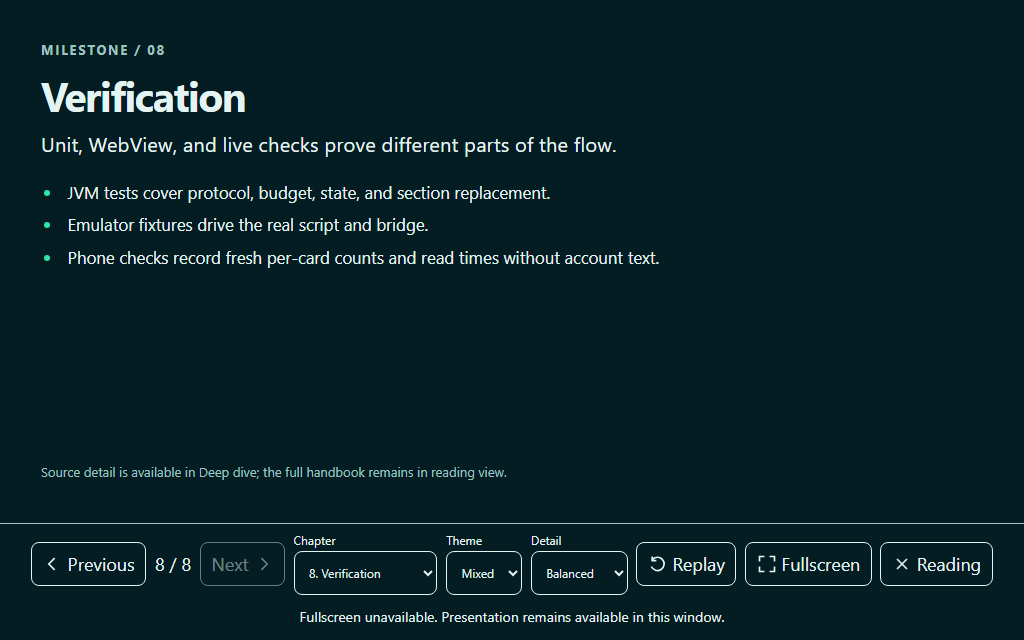 MILESTONE / 08
Verification
Unit, WebView, and live checks prove different parts of the flow.
JVM tests cover protocol, budget, state, and section replacement.
Emulator fixtures drive the real script and bridge.
Phone checks record fresh per-card counts and read times without account text.
Source detail is available in Deep dive; the full handbook remains in reading view.
Chapter Theme Detail
Previous 8 / 8 Next 8. Verification Mixed Balanced Replay Fullscreen Reading
Fullscreen unavailable. Presentation remains available in this window.